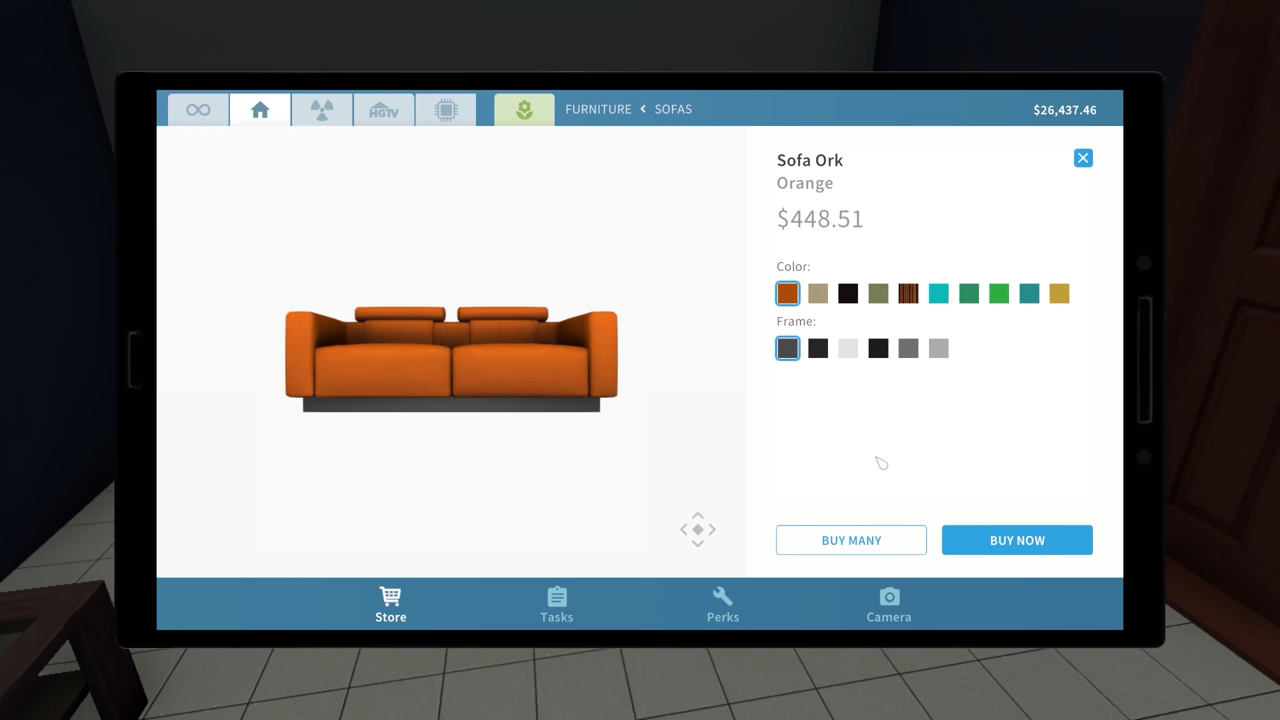 HGTV
FURNITURE < SOFAS
$26,437.46
Sofa Ork
Orange
$448.51
Color:
Frame:
BUY MANY
BUY NOW
Store
Tasks
Perks
Camera